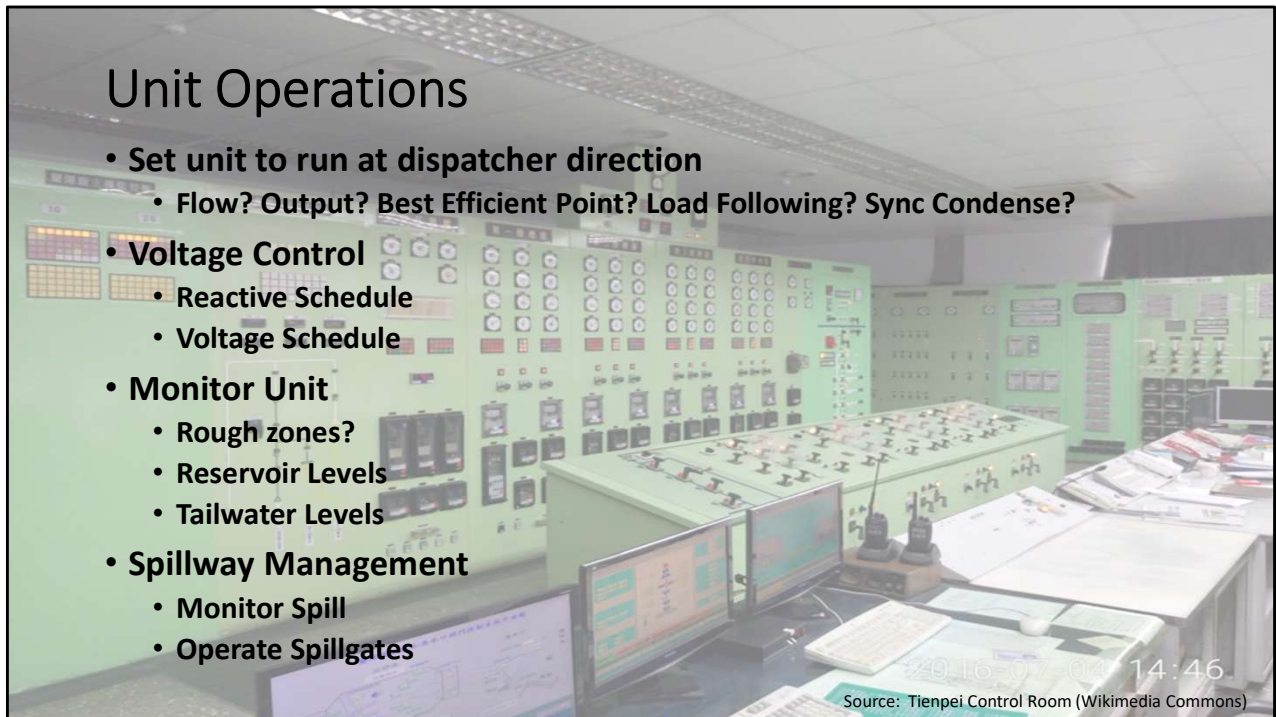 Unit Operations
• Set unit to run at dispatcher direction
• Flow? Output? Best Efficient Point? Load Following? Sync Condense?
• Voltage Control
• Reactive Schedule
• Voltage Schedule
• Monitor Unit
• Rough zones?
• Reservoir Levels
• Tailwater Levels
• Spillway Management
• Monitor Spill
• Operate Spillgates
2016-07-04 14:46
Source: Tienpei Control Room (Wikimedia Commons)